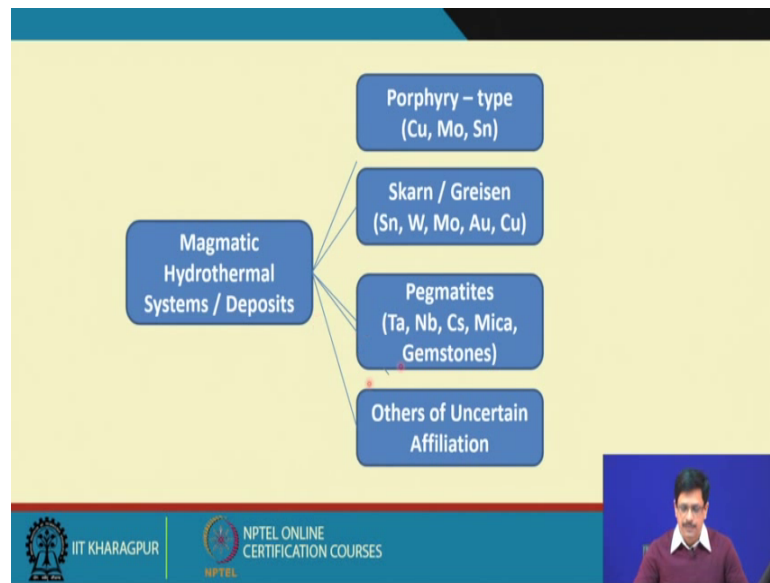 Porphyry – type
(Cu, Mo, Sn)
Skarn / Greisen
(Sn, W, Mo, Au, Cu)
Magmatic
Hydrothermal
Systems / Deposits
Pegmatites
(Ta, Nb, Cs, Mica,
Gemstones)
Others of Uncertain
Affiliation
IIT KHARAGPUR
NPTEL
NPTEL ONLINE
CERTIFICATION COURSES